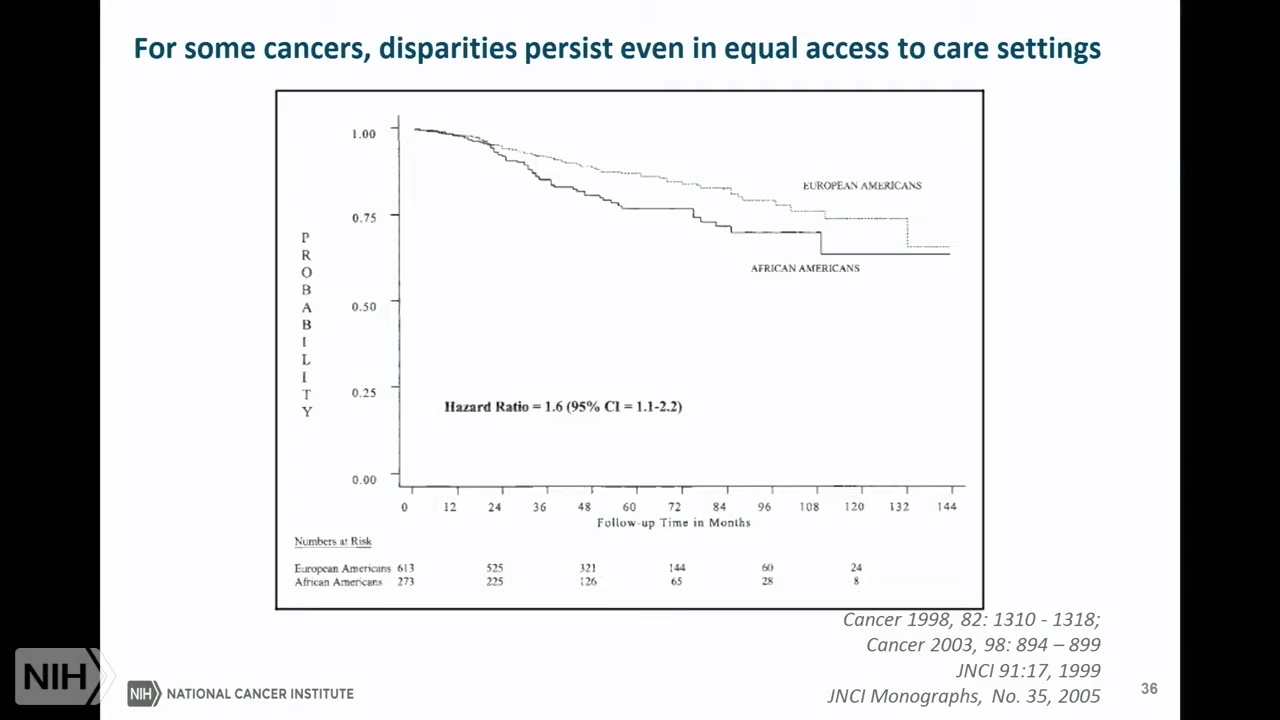 For some cancers, disparities persist even in equal access to care settings
1.00
0.75
0.50
0.25
0.00
PROBABILITY
EUROPEAN AMERICANS
AFRICAN AMERICANS
Hazard Ratio = 1.6 (95% CI = 1.1-2.2)
0 12 24 36 48 60 72 84 96 108 120 132 144
Follow-up Time in Months
Numbers at Risk
European Americans 613 525 321 144 60 24
African Americans 273 225 126 65 28 8
Cancer 1998, 82: 1310 - 1318;
Cancer 2003, 98: 894 – 899
JNCI 91:17, 1999
JNCI Monographs, No. 35, 2005
NIH
NIH NATIONAL CANCER INSTITUTE
36